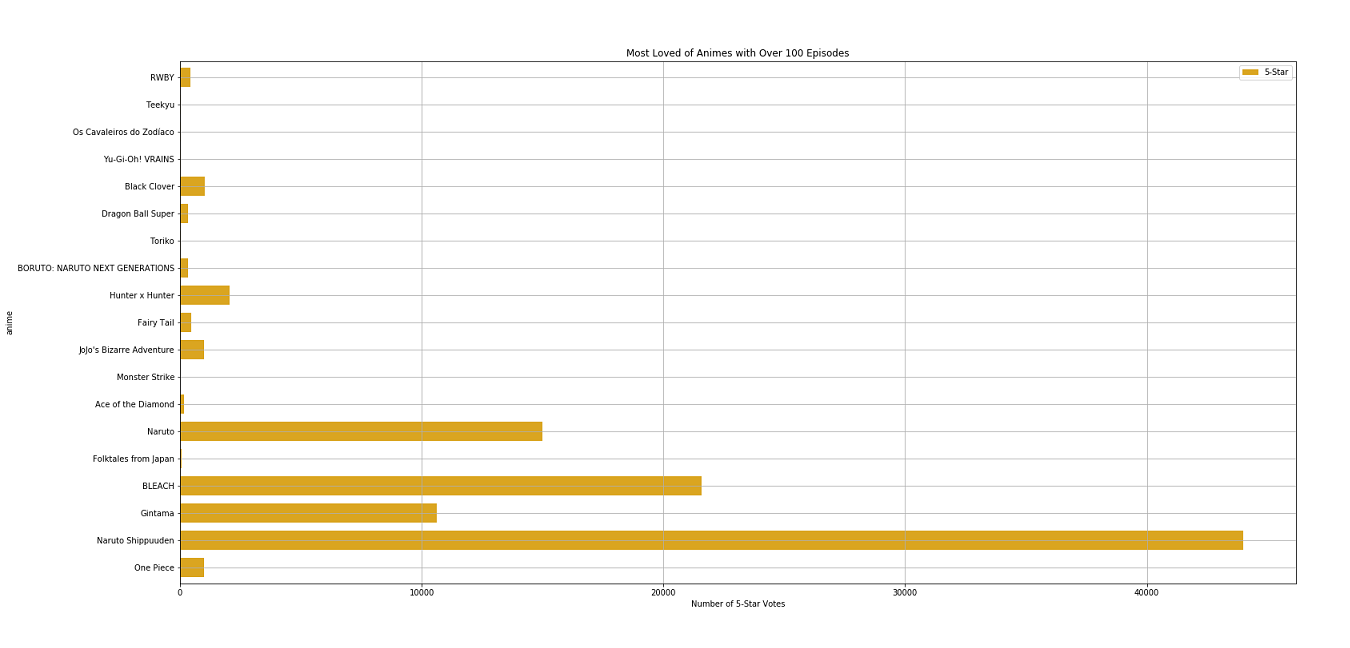 Most Loved of Animes with Over 100 Episodes
5-Star
RWBY
Teekyu
Os Cavaleiros do Zodíaco
Yu-Gi-Oh! VRAINS
Black Clover
Dragon Ball Super
Toriko
BORUTO: NARUTO NEXT GENERATIONS
Hunter x Hunter
anime
Fairy Tail
JoJo's Bizarre Adventure
Monster Strike
Ace of the Diamond
Naruto
Folktales from Japan
BLEACH
Gintama
Naruto Shippuuden
One Piece
0 10000 20000 30000 40000
Number of 5-Star Votes